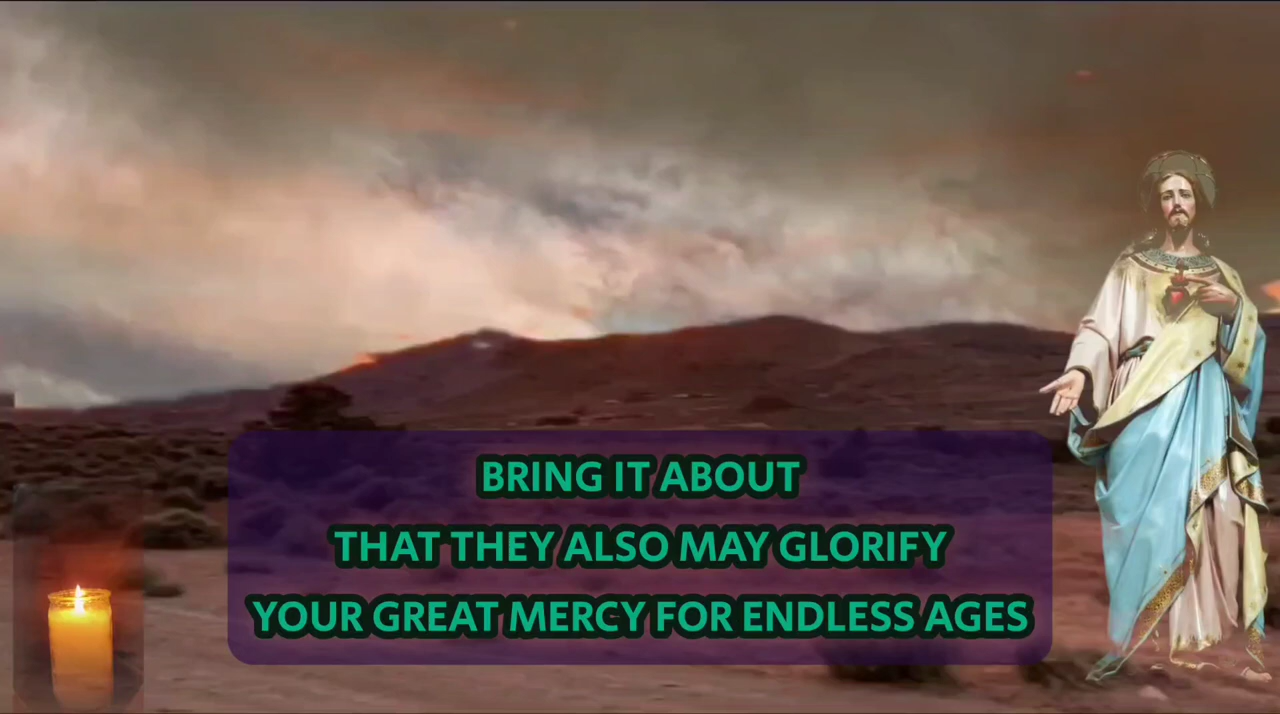 BRING IT ABOUT
THAT THEY ALSO MAY GLORIFY
YOUR GREAT MERCY FOR ENDLESS AGES